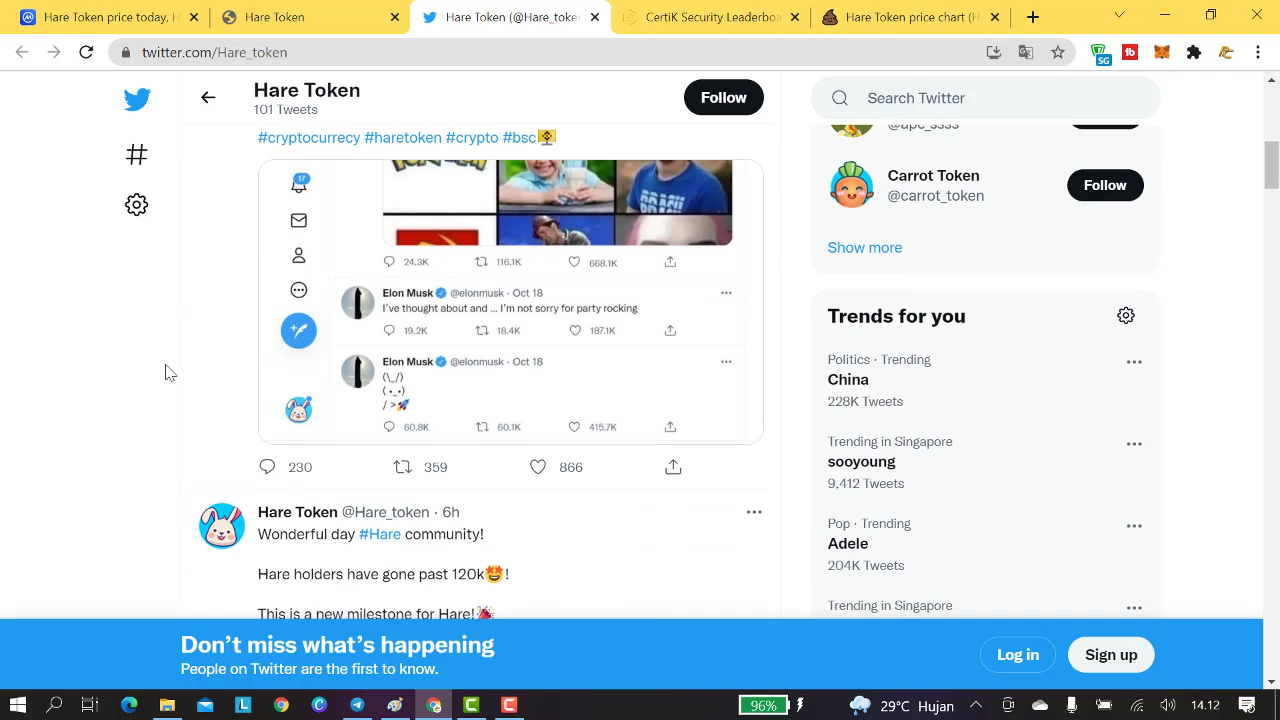 Hare Token price today, H
Hare Token
Hare Token (@Hare_token
CertiK Security Leaderboa
Hare Token price chart (H
twitter.com/Hare_token
SG
tb
Hare Token
101 Tweets
Follow
Search Twitter
#cryptocurrecy #haretoken #crypto #bsc
@ape_ssss
Carrot Token
@carrot_token
Follow
Show more
17
24.3K 116.1K 668.1K
Elon Musk @elonmusk · Oct 18
I've thought about and ... I'm not sorry for party rocking
19.2K 18.4K 187.1K
Elon Musk @elonmusk · Oct 18
(\_/)
(•_•)
/ >🚀
60.8K 60.1K 415.7K
230 359 866
Trends for you
Politics · Trending
China
228K Tweets
Trending in Singapore
sooyoung
9,412 Tweets
Pop · Trending
Adele
204K Tweets
Trending in Singapore
Hare Token @Hare_token · 6h
Wonderful day #Hare community!
Hare holders have gone past 120k🤩!
This is a new milestone for Hare!🎉
Don't miss what's happening
People on Twitter are the first to know.
Log in
Sign up
96%
29°C Hujan
14.12